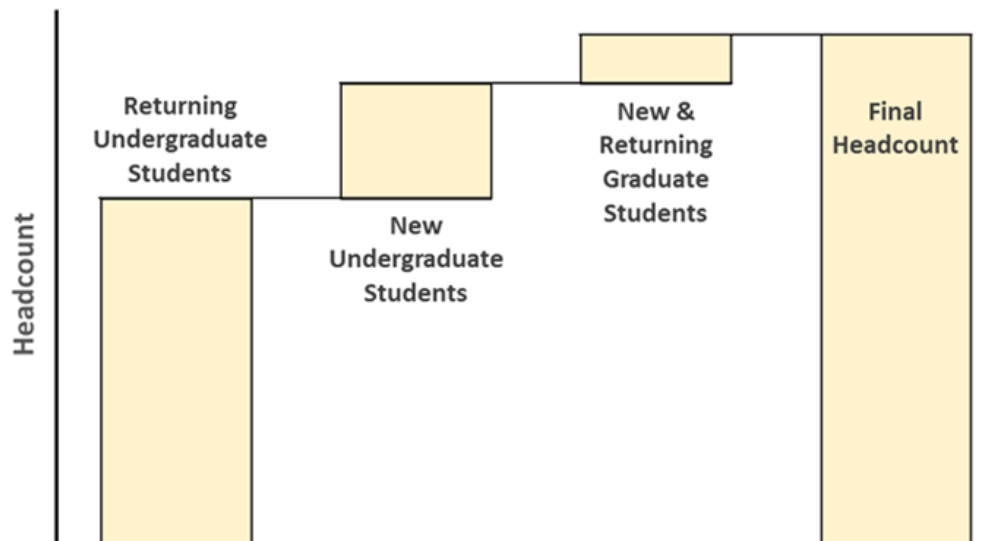 Headcount
Returning
Undergraduate
Students
New
Undergraduate
Students
New &
Returning
Graduate
Students
Final
Headcount